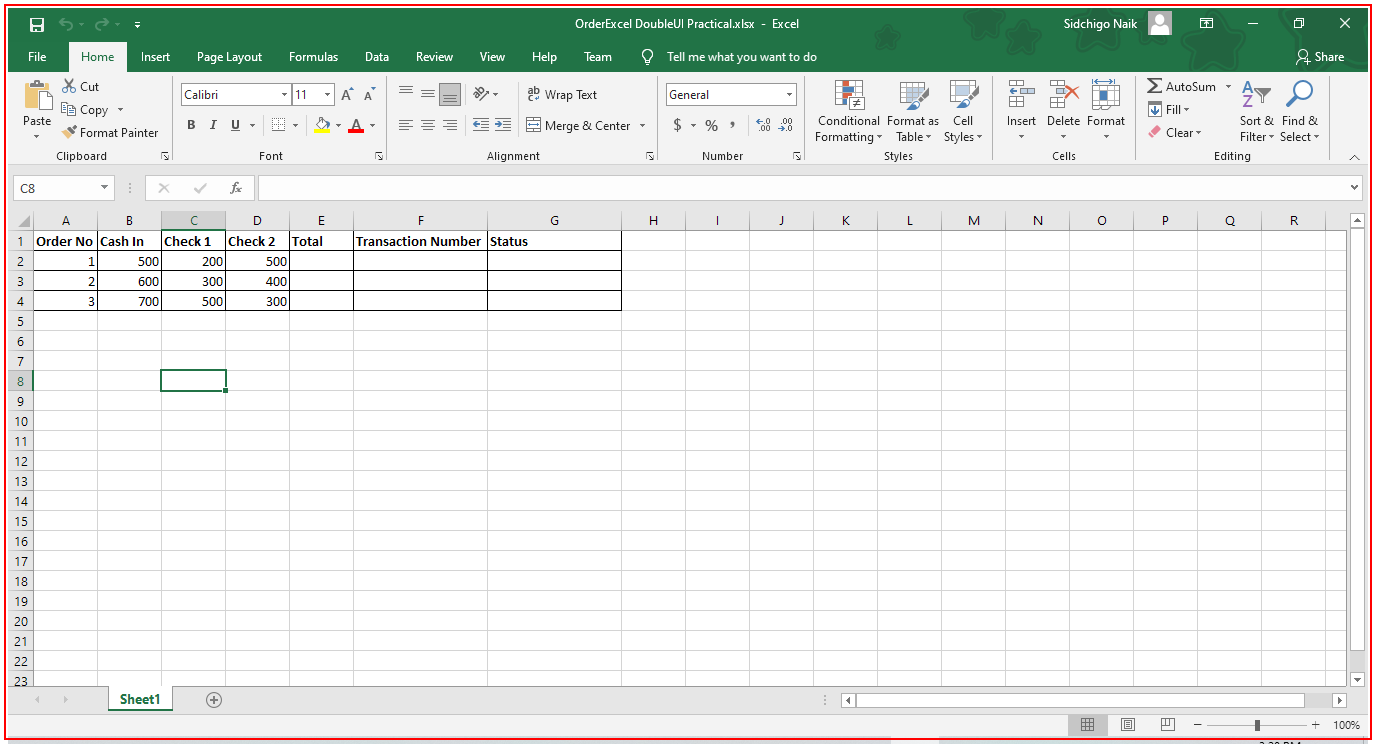 OrderExcel DoubleUI Practical.xlsx - Excel
Sidchigo Naik
File Home Insert Page Layout Formulas Data Review View Help Team Tell me what you want to do Share
Paste
Cut
Copy
Format Painter
Clipboard
Calibri 11
B I U
Font
Wrap Text
Merge & Center
Alignment
General
$ % ,
Number
Conditional Formatting
Format as Table
Cell Styles
Styles
Insert Delete Format
Cells
AutoSum
Fill
Clear
Sort & Filter
Find & Select
Editing
C8 fx
A B C D E F G H I J K L M N O P Q R
1 Order No Cash In Check 1 Check 2 Total Transaction Number Status
2 1 500 200 500
3 2 600 300 400
4 3 700 500 300
5
6
7
8
9
10
11
12
13
14
15
16
17
18
19
20
21
22
23
Sheet1
100%